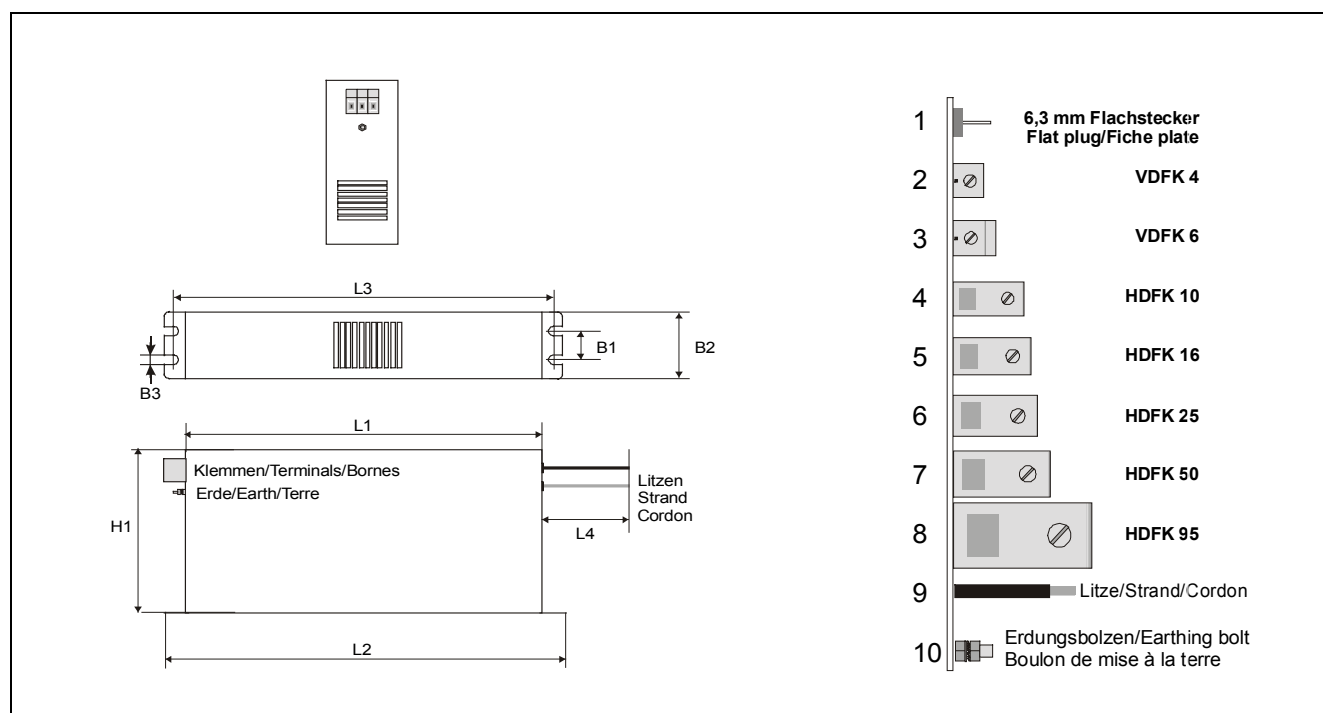 L3
B1
B2
B3
L1
Klemmen/Terminals/Bornes
Erde/Earth/Terre
Litzen
Strand
Cordon
H1
L4
L2
1 6,3 mm Flachstecker
Flat plug/Fiche plate
2 VDFK 4
3 VDFK 6
4 HDFK 10
5 HDFK 16
6 HDFK 25
7 HDFK 50
8 HDFK 95
9 Litze/Strand/Cordon
10 Erdungsbolzen/Earthing bolt
Boulon de mise à la terre